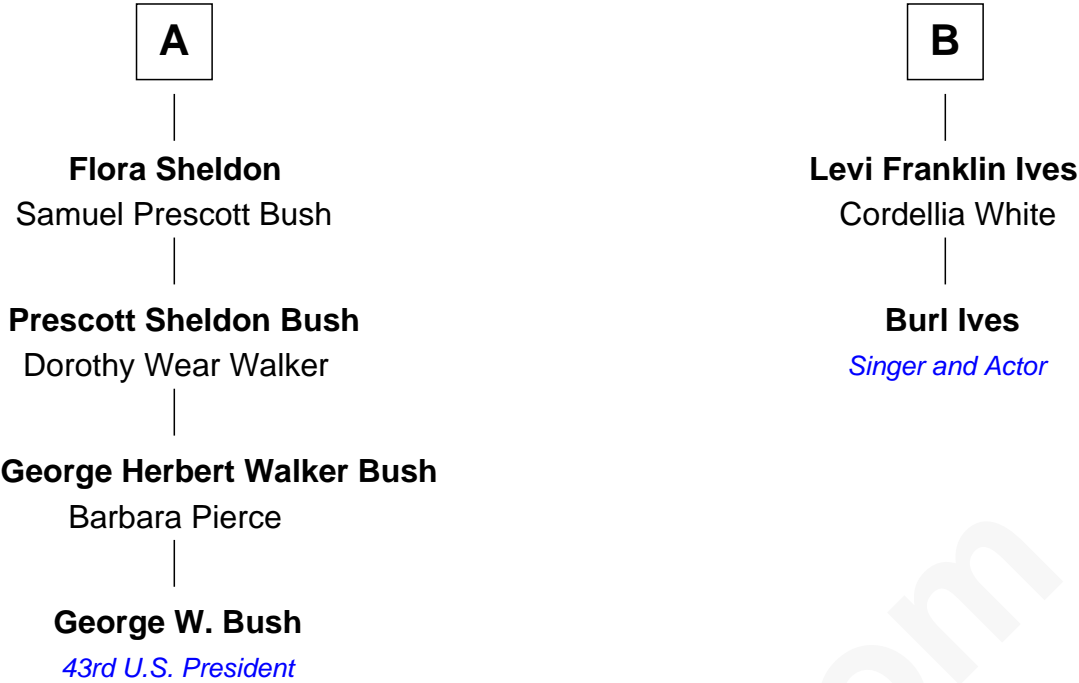 A
Flora Sheldon
Samuel Prescott Bush
Prescott Sheldon Bush
Dorothy Wear Walker
George Herbert Walker Bush
Barbara Pierce
George W. Bush
43rd U.S. President
B
Levi Franklin Ives
Cordellia White
Burl Ives
Singer and Actor
om